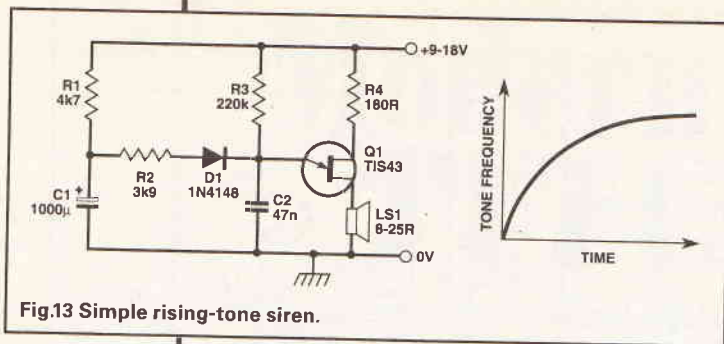 +9-18V
R1
4k7
R3
220k
R4
180R
Q1
TIS43
R2
3k9
D1
1N4148
C1
+
1000µ
C2
47n
LS1
8-25R
0V
TONE FREQUENCY
TIME
Fig.13 Simple rising-tone siren.